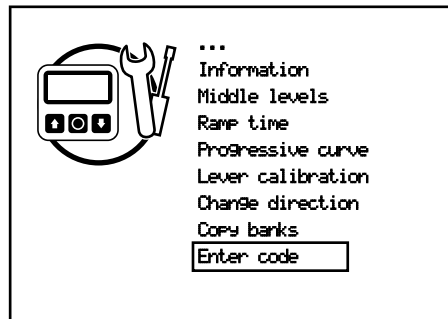 ...
Information
Middle levels
Ramp time
Progressive curve
Lever calibration
Change direction
Copy banks
Enter code